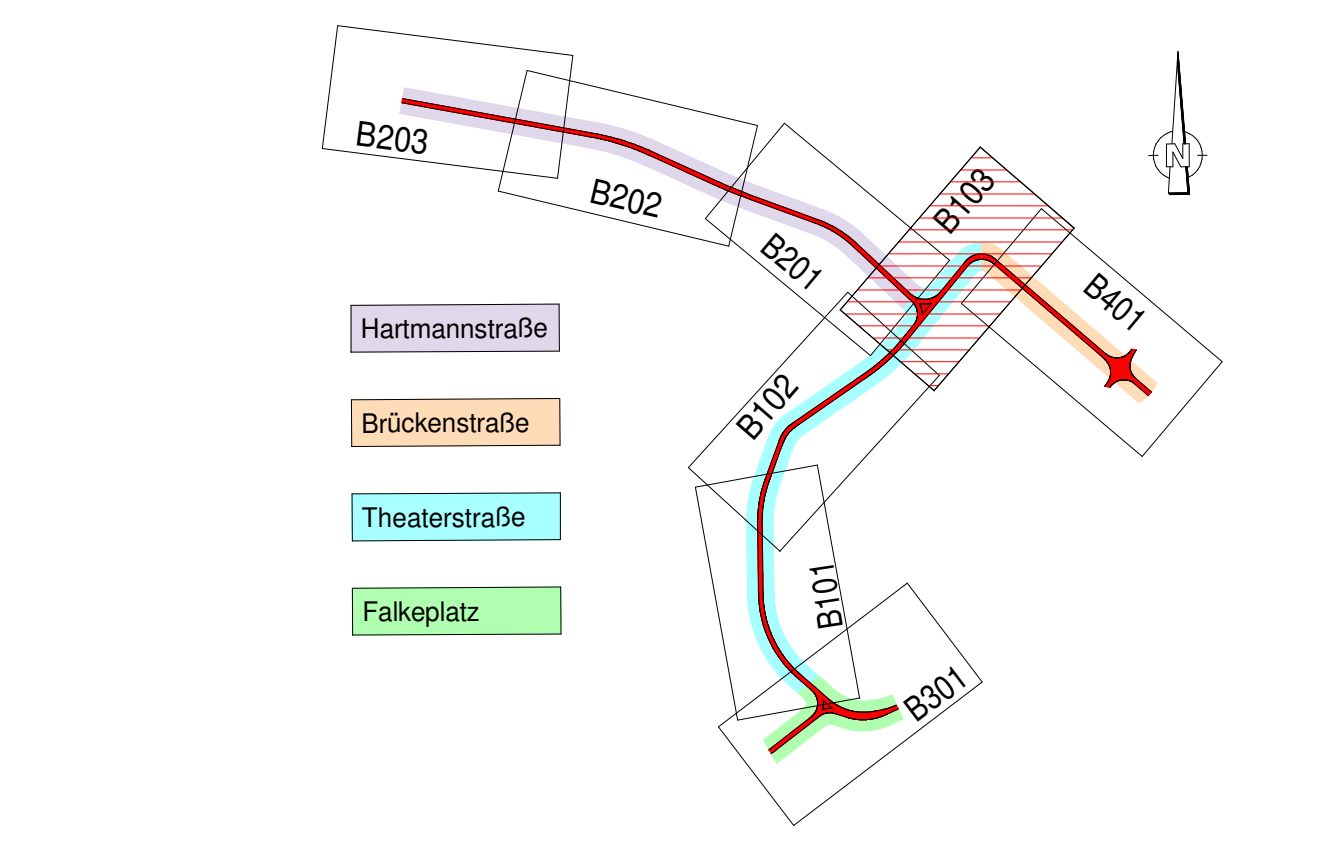 B203
B202
B201
B103
B401
B102
B101
B301
N
Hartmannstraße
Brückenstraße
Theaterstraße
Falkeplatz